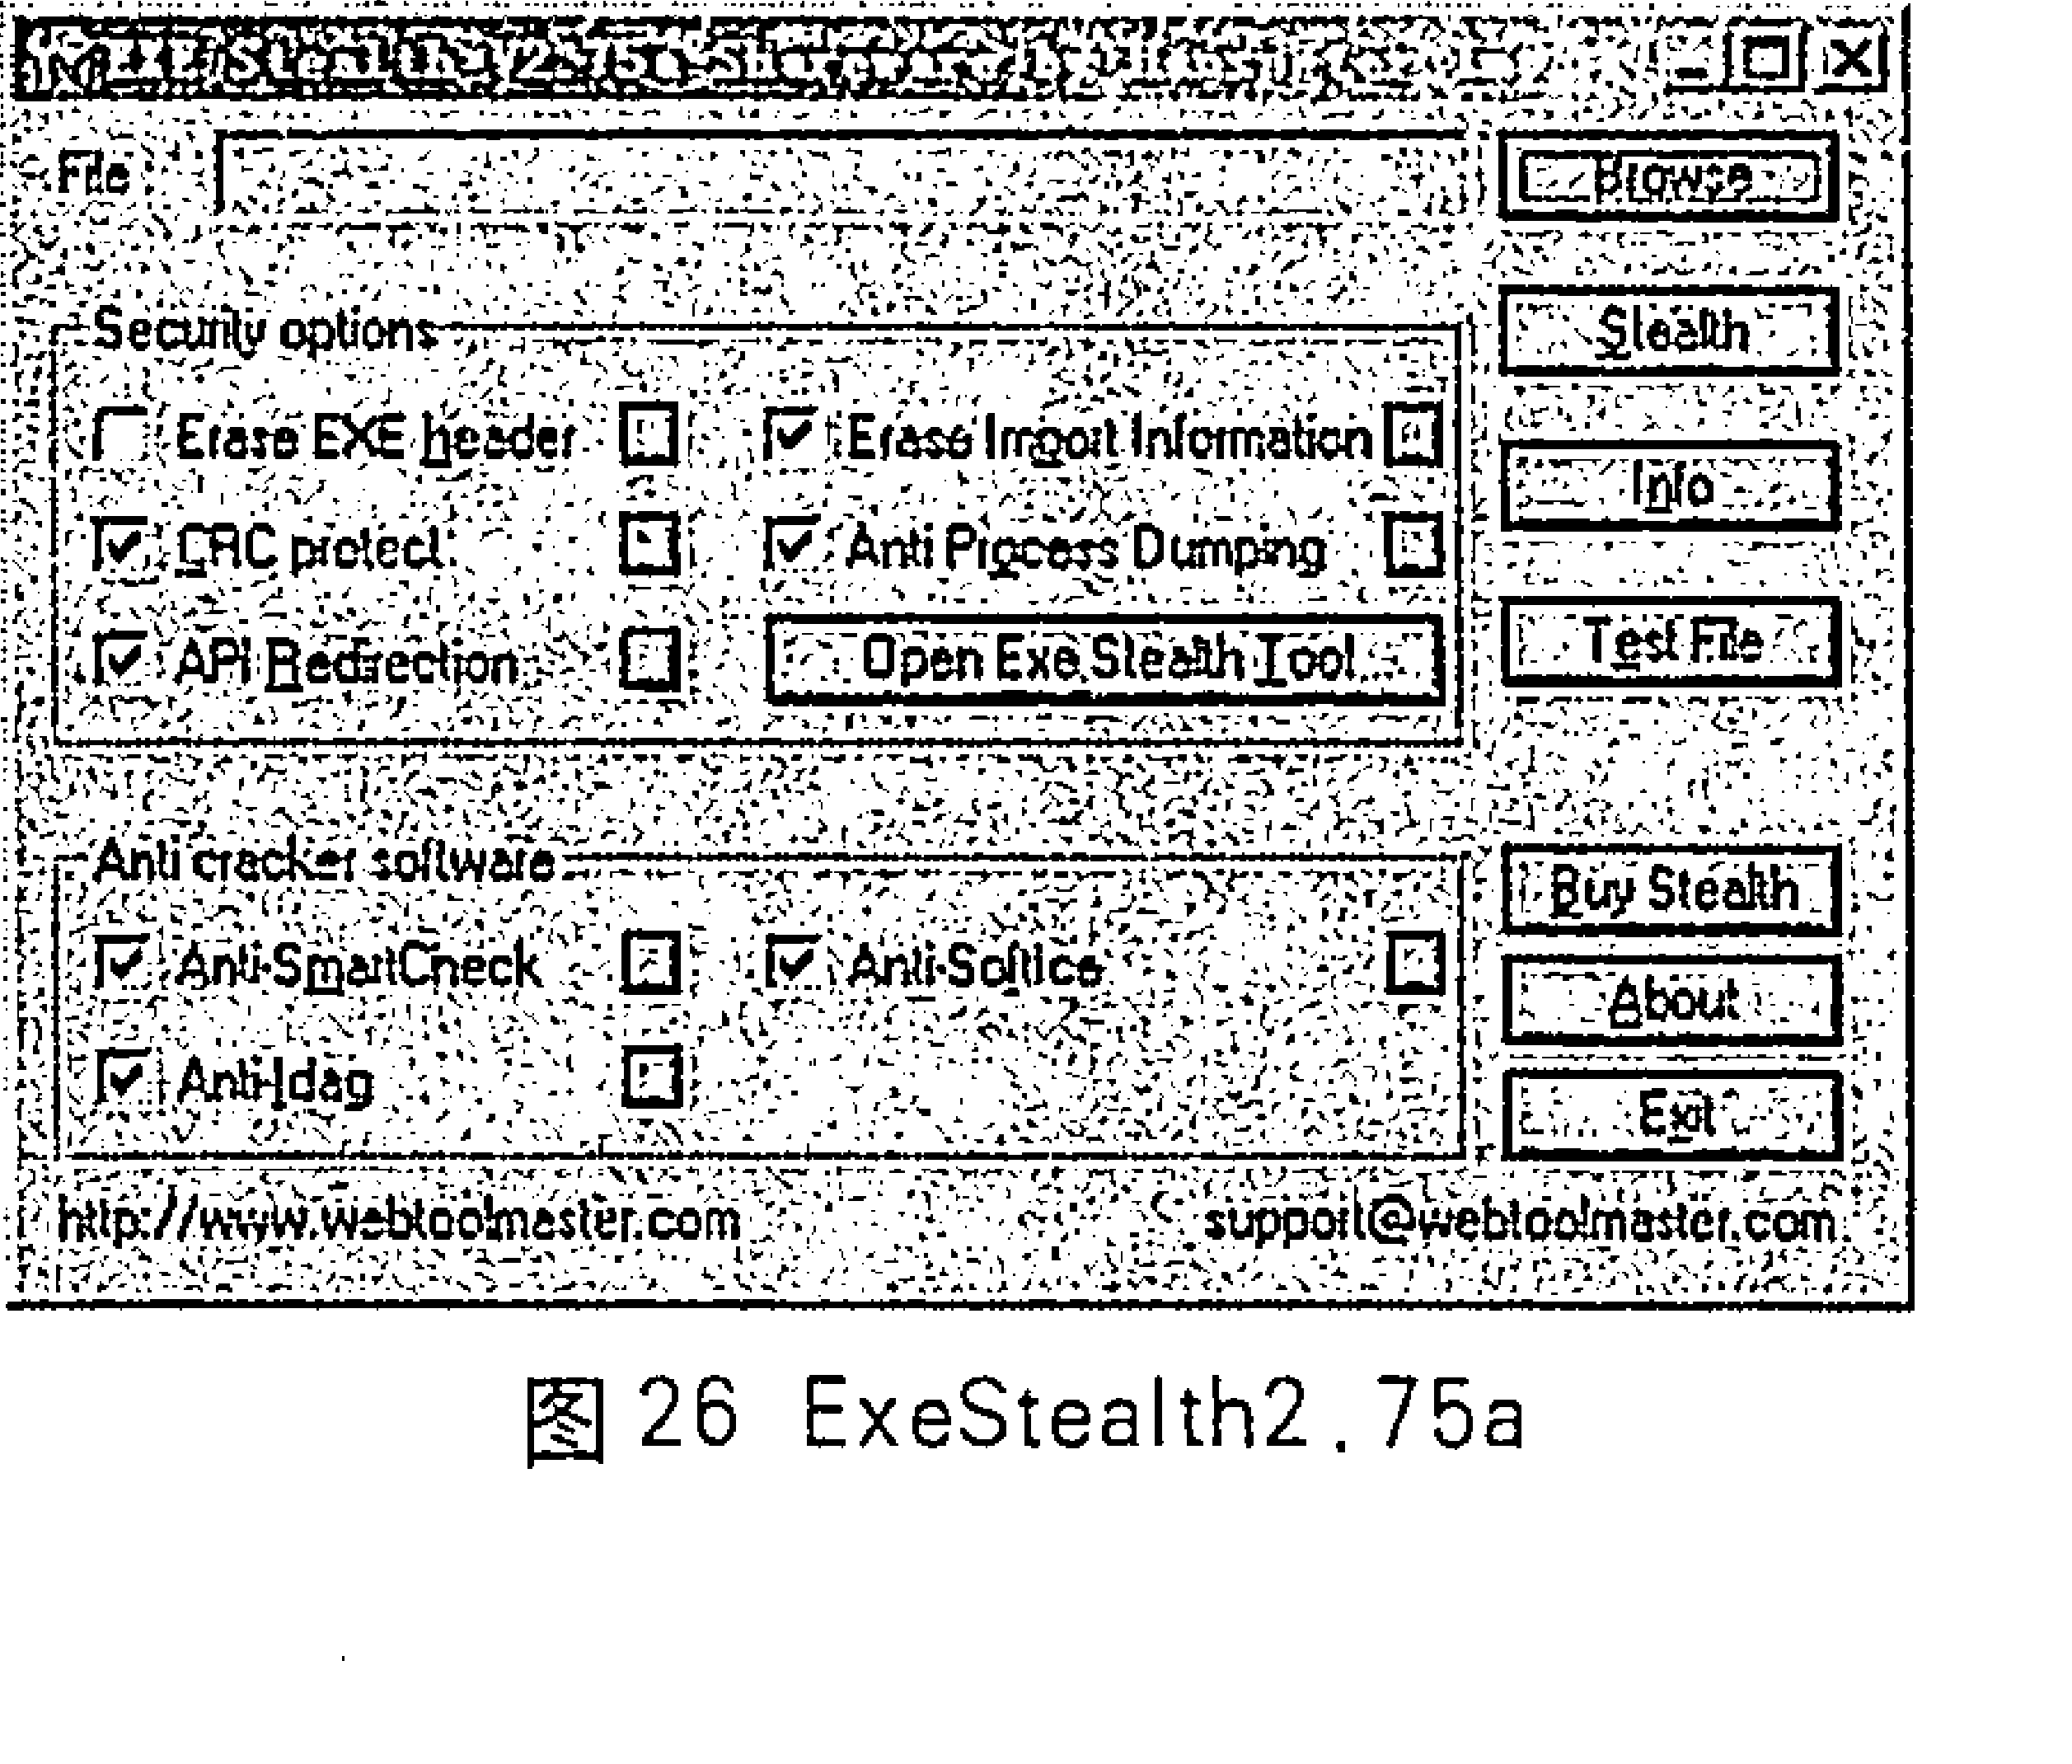 File
Browse
Security options
Stealth
Erase EXE header
Erase Import Information
Info
CRC protect
Anti Process Dumping
API Redirection
Open Exe Stealth Tool
Test File
Anti cracker software
Buy Stealth
Anti-SmartCheck
Anti-SoftIce
About
Anti-Idag
Exit
http://www.webtoolmaster.com
support@webtoolmaster.com
图 26 ExeStealth2.75a